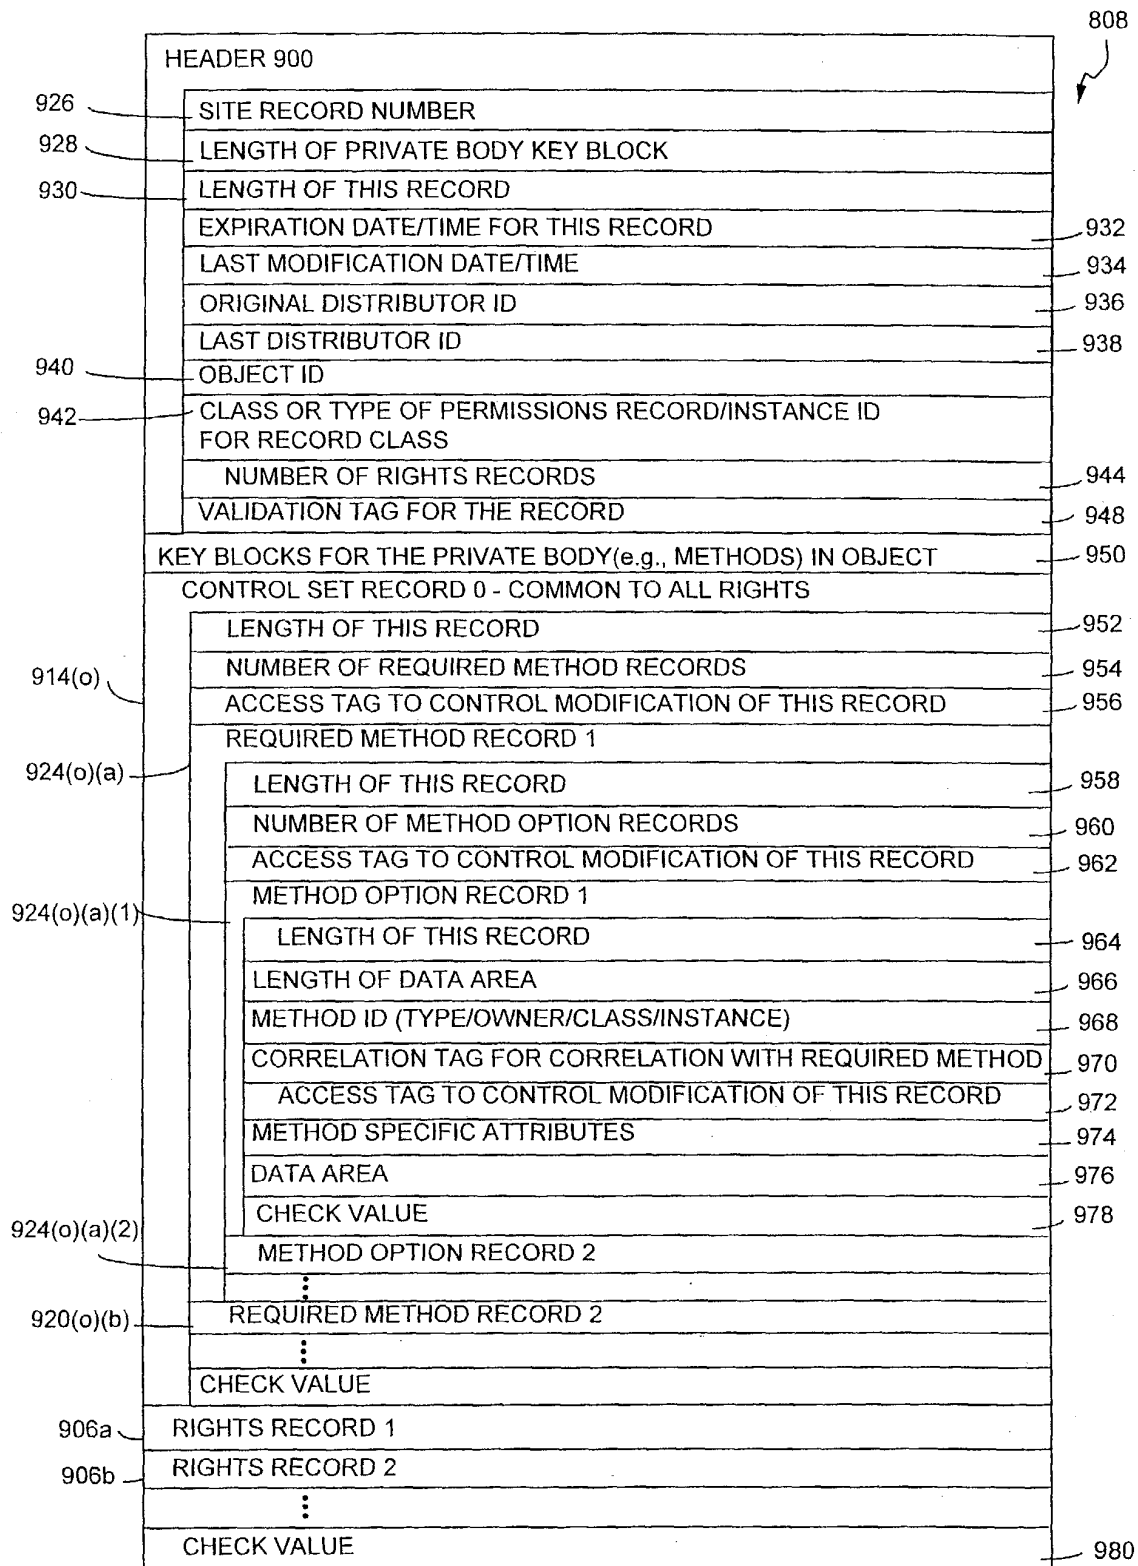 808
HEADER 900
926 SITE RECORD NUMBER
928 LENGTH OF PRIVATE BODY KEY BLOCK
930 LENGTH OF THIS RECORD
EXPIRATION DATE/TIME FOR THIS RECORD 932
LAST MODIFICATION DATE/TIME 934
ORIGINAL DISTRIBUTOR ID 936
LAST DISTRIBUTOR ID 938
940 OBJECT ID
942 CLASS OR TYPE OF PERMISSIONS RECORD/INSTANCE ID
FOR RECORD CLASS
NUMBER OF RIGHTS RECORDS 944
VALIDATION TAG FOR THE RECORD 948
KEY BLOCKS FOR THE PRIVATE BODY(e.g., METHODS) IN OBJECT 950
CONTROL SET RECORD 0 - COMMON TO ALL RIGHTS
LENGTH OF THIS RECORD 952
914(o) NUMBER OF REQUIRED METHOD RECORDS 954
ACCESS TAG TO CONTROL MODIFICATION OF THIS RECORD 956
REQUIRED METHOD RECORD 1
924(o)(a) LENGTH OF THIS RECORD 958
NUMBER OF METHOD OPTION RECORDS 960
ACCESS TAG TO CONTROL MODIFICATION OF THIS RECORD 962
924(o)(a)(1) METHOD OPTION RECORD 1
LENGTH OF THIS RECORD 964
LENGTH OF DATA AREA 966
METHOD ID (TYPE/OWNER/CLASS/INSTANCE) 968
CORRELATION TAG FOR CORRELATION WITH REQUIRED METHOD 970
ACCESS TAG TO CONTROL MODIFICATION OF THIS RECORD 972
METHOD SPECIFIC ATTRIBUTES 974
DATA AREA 976
CHECK VALUE 978
924(o)(a)(2) METHOD OPTION RECORD 2
920(o)(b) REQUIRED METHOD RECORD 2
CHECK VALUE
906a RIGHTS RECORD 1
906b RIGHTS RECORD 2
CHECK VALUE 980